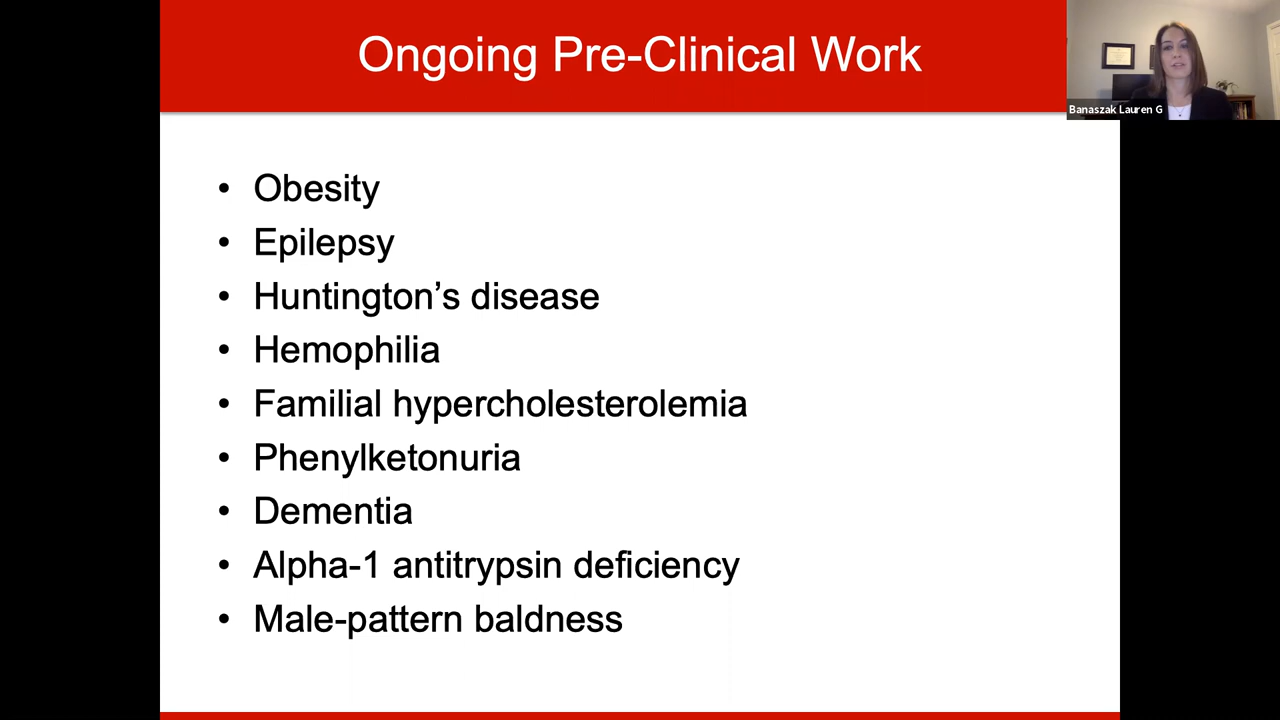 Ongoing Pre-Clinical Work
Banaszak Lauren G
• Obesity
• Epilepsy
• Huntington’s disease
• Hemophilia
• Familial hypercholesterolemia
• Phenylketonuria
• Dementia
• Alpha-1 antitrypsin deficiency
• Male-pattern baldness